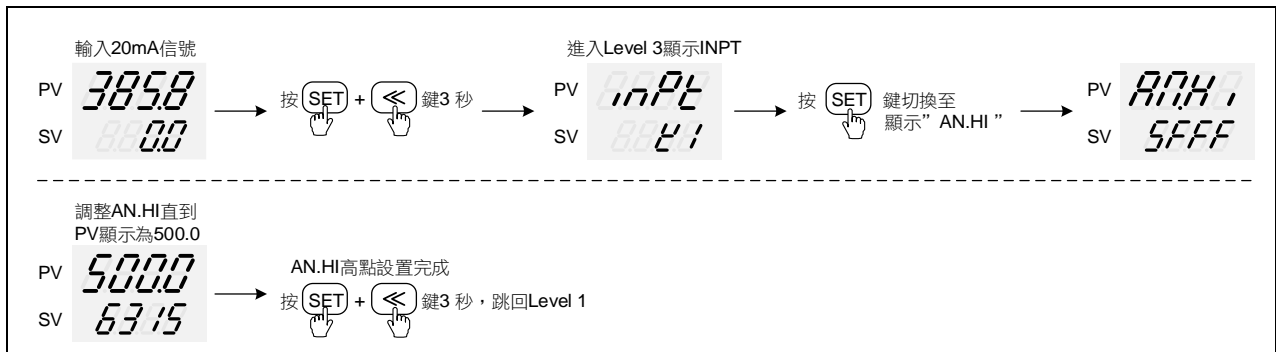 輸入20mA信號
PV 385.8
SV 0.0
按 SET + ≪ 鍵3 秒
進入Level 3顯示INPT
PV inPt
SV K1
按 SET 鍵切換至
顯示” AN.HI ”
PV AN.Hi
SV 5FFF
調整AN.HI直到
PV顯示為500.0
PV 500.0
SV 6315
AN.HI高點設置完成
按 SET + ≪ 鍵3 秒，跳回Level 1